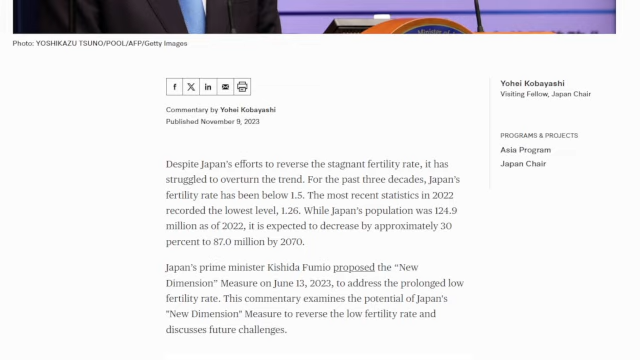 Minister of
Photo: YOSHIKAZU TSUNO/POOL/AFP/Getty Images
Commentary by Yohei Kobayashi
Published November 9, 2023
Yohei Kobayashi
Visiting Fellow, Japan Chair
PROGRAMS & PROJECTS
Asia Program
Japan Chair
Despite Japan's efforts to reverse the stagnant fertility rate, it has
struggled to overturn the trend. For the past three decades, Japan's
fertility rate has been below 1.5. The most recent statistics in 2022
recorded the lowest level, 1.26. While Japan's population was 124.9
million as of 2022, it is expected to decrease by approximately 30
percent to 87.0 million by 2070.
Japan's prime minister Kishida Fumio proposed the “New
Dimension” Measure on June 13, 2023, to address the prolonged low
fertility rate. This commentary examines the potential of Japan's
"New Dimension" Measure to reverse the low fertility rate and
discusses future challenges.